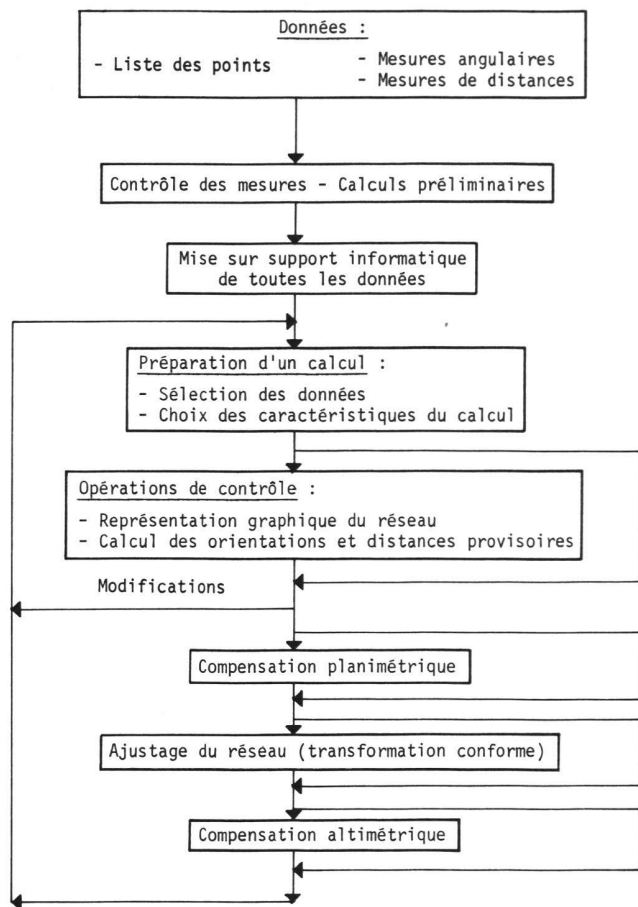 Données :
- Liste des points
- Mesures angulaires
- Mesures de distances
Contrôle des mesures - Calculs préliminaires
Mise sur support informatique
de toutes les données
Préparation d'un calcul :
- Sélection des données
- Choix des caractéristiques du calcul
Opérations de contrôle :
- Représentation graphique du réseau
- Calcul des orientations et distances provisoires
Modifications
Compensation planimétrique
Ajustage du réseau (transformation conforme)
Compensation altimétrique